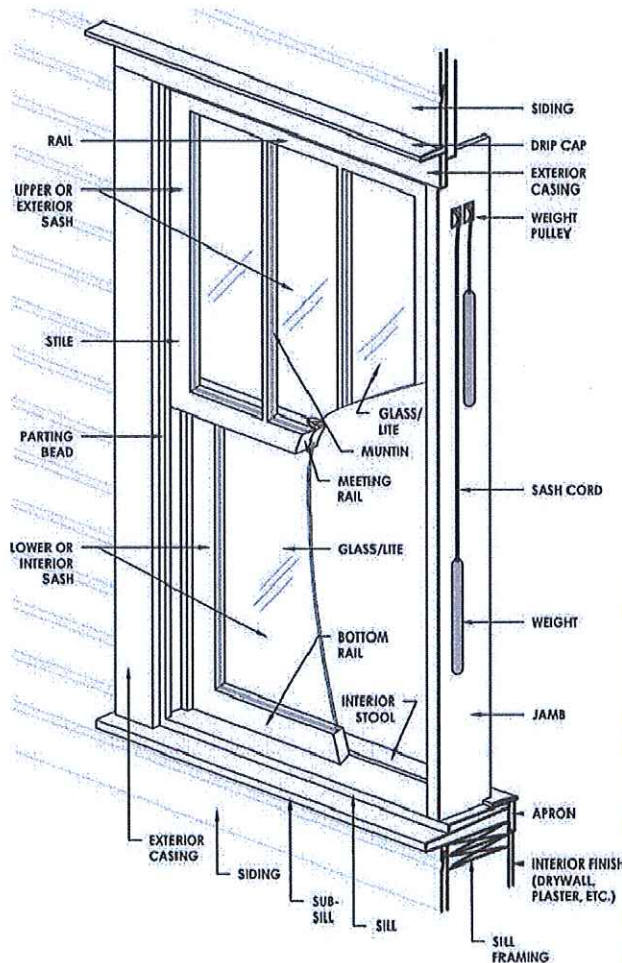 SIDING
DRIP CAP
EXTERIOR
CASING
WEIGHT
PULLEY
RAIL
UPPER OR
EXTERIOR
SASH
STILE
PARTING
BEAD
GLASS/
LITE
MUNTIN
MEETING
RAIL
SASH CORD
LOWER OR
INTERIOR
SASH
GLASS/LITE
WEIGHT
BOTTOM
RAIL
INTERIOR
STOOL
JAMB
APRON
EXTERIOR
CASING
SIDING
SUB-
SILL
SILL
INTERIOR FINISH
(DRYWALL,
PLASTER, ETC.)
SILL
FRAMING